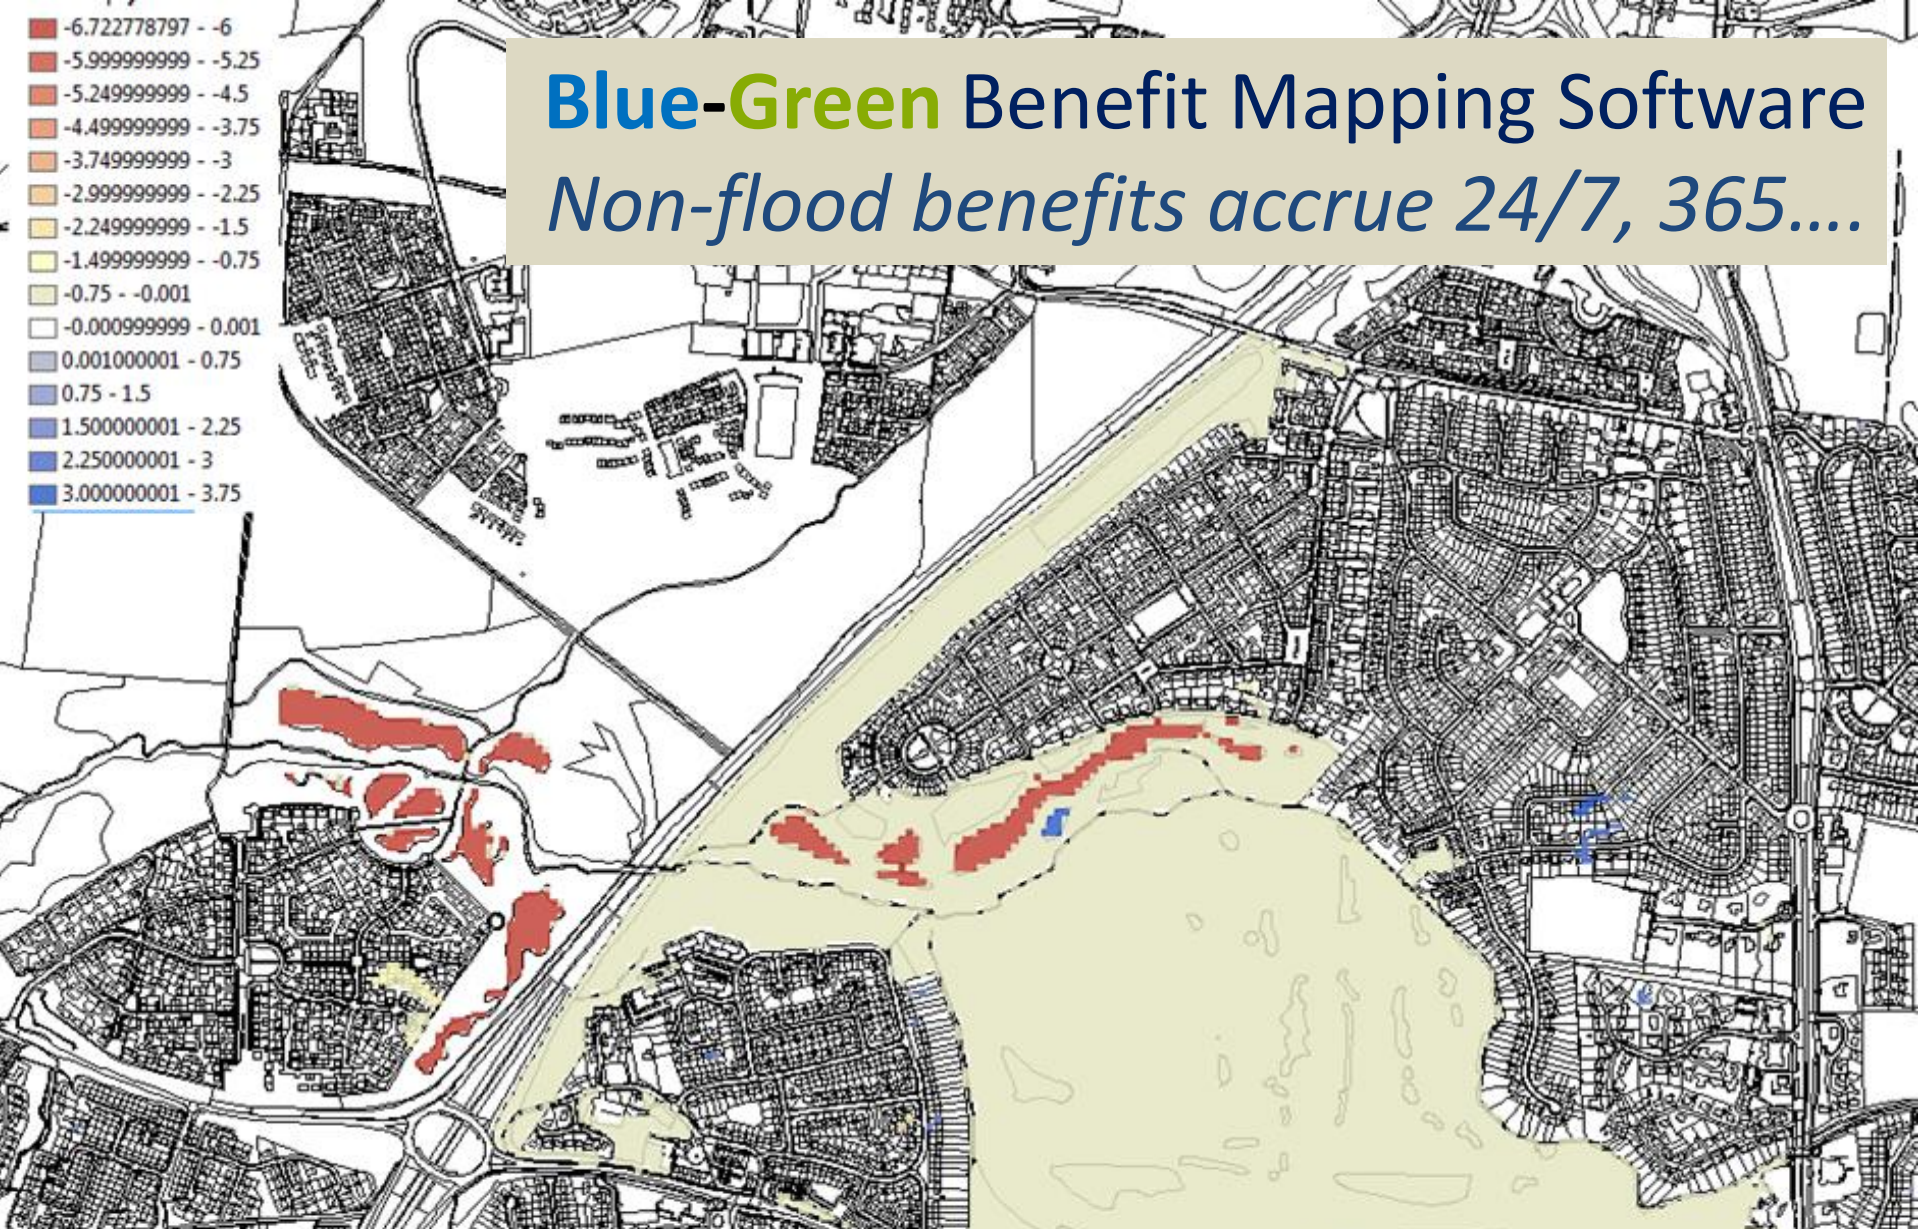 -6.722778797 - -6
-5.999999999 - -5.25
-5.249999999 - -4.5
-4.499999999 - -3.75
-3.749999999 - -3
-2.999999999 - -2.25
-2.249999999 - -1.5
-1.499999999 - -0.75
-0.75 - -0.001
-0.000999999 - 0.001
0.001000001 - 0.75
0.75 - 1.5
1.500000001 - 2.25
2.250000001 - 3
3.000000001 - 3.75
Blue-Green Benefit Mapping Software
Non-flood benefits accrue 24/7, 365....